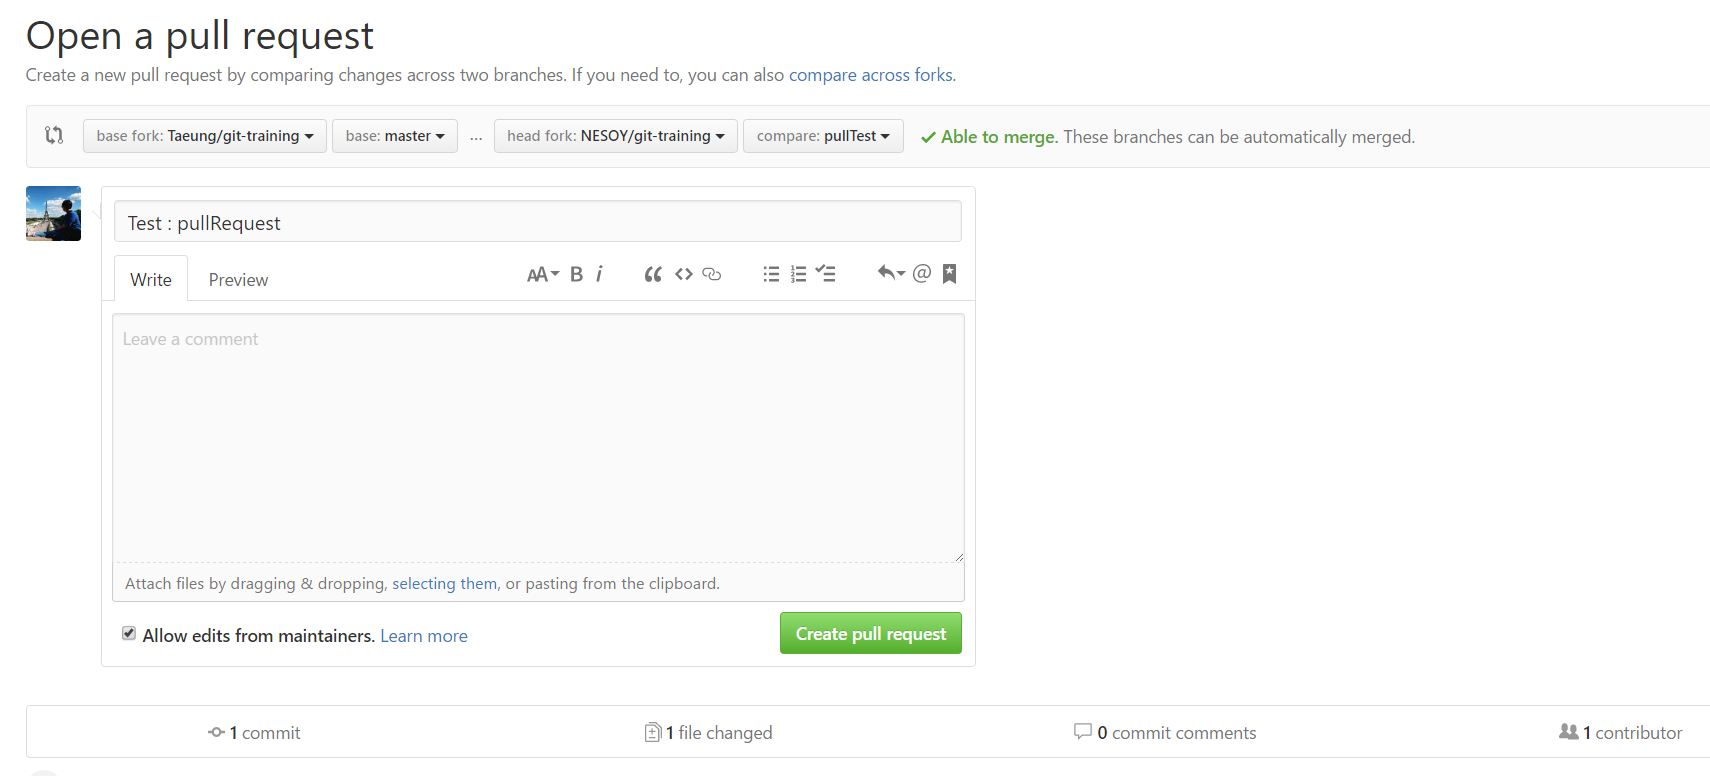 Open a pull request
Create a new pull request by comparing changes across two branches. If you need to, you can also compare across forks.
base fork: Taeung/git-training base: master ... head fork: NESOY/git-training compare: pullTest Able to merge. These branches can be automatically merged.
Test : pullRequest
Write Preview AA B i “ <> @
Leave a comment
Attach files by dragging & dropping, selecting them, or pasting from the clipboard.
Allow edits from maintainers. Learn more Create pull request
1 commit 1 file changed 0 commit comments 1 contributor